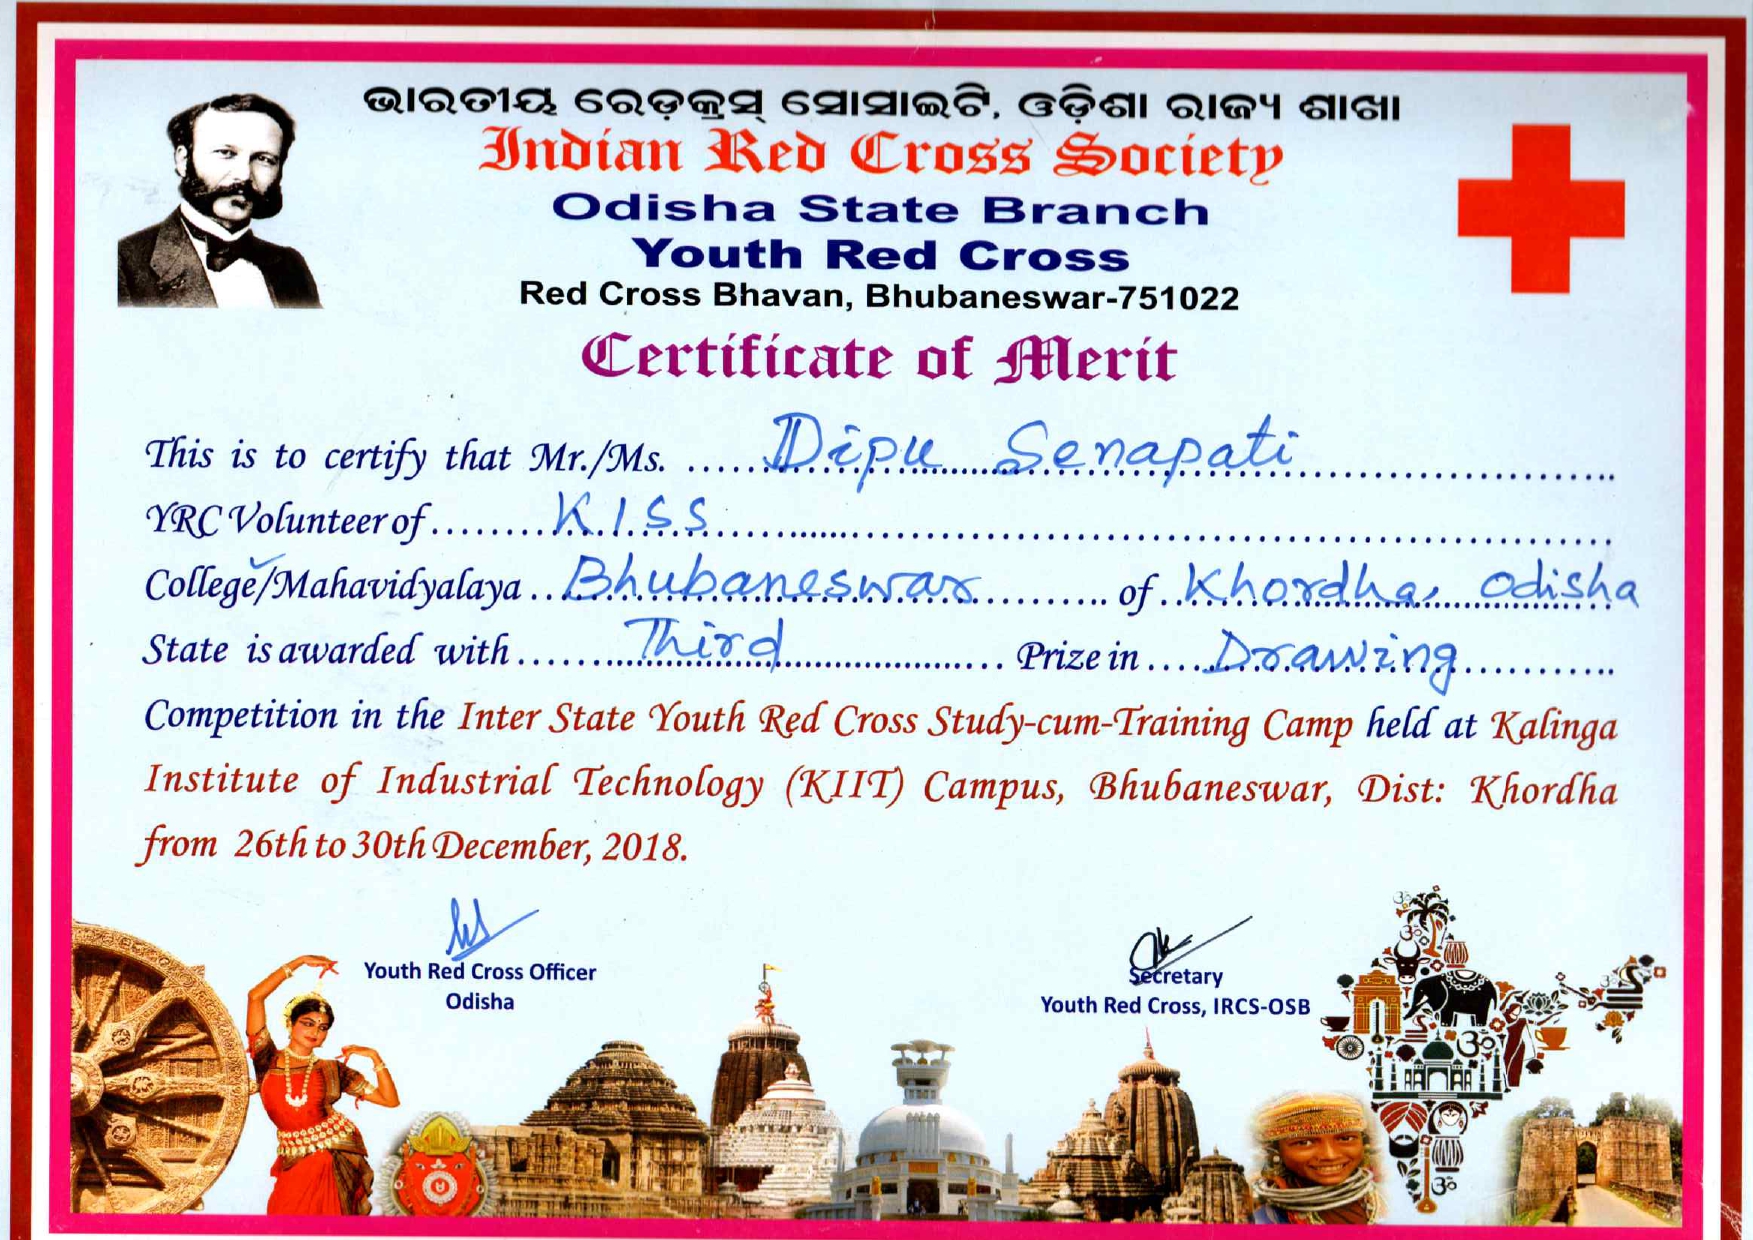 ଭାରତୀୟ ରେଡ଼କ୍ରସ୍ ସୋସାଇଟି, ଓଡ଼ିଶା ରାଜ୍ୟ ଶାଖା
Indian Red Cross Society
Odisha State Branch
Youth Red Cross
Red Cross Bhavan, Bhubaneswar-751022
Certificate of Merit
This is to certify that Mr./Ms. ......Dipu Senapati......
YRC Volunteer of........K.I.S.S......
College/Mahavidyalaya ...Bhubaneswar......... of ..Khordha, Odisha
State is awarded with ......Third......... Prize in .....Drawing...........
Competition in the Inter State Youth Red Cross Study-cum-Training Camp held at Kalinga
Institute of Industrial Technology (KIIT) Campus, Bhubaneswar, Dist: Khordha
from 26th to 30th December, 2018.
Youth Red Cross Officer
Odisha
Secretary
Youth Red Cross, IRCS-OSB